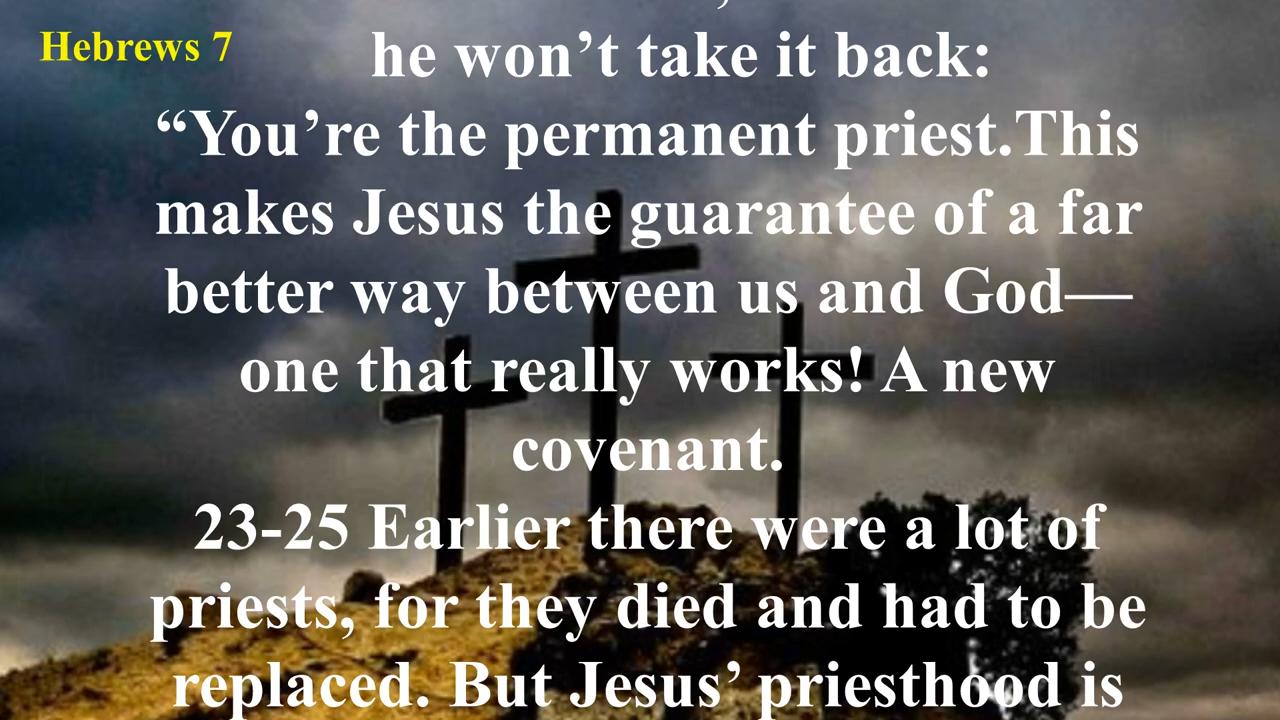 Hebrews 7
he won’t take it back:
“You’re the permanent priest.This
makes Jesus the guarantee of a far
better way between us and God—
one that really works! A new
covenant.
23-25 Earlier there were a lot of
priests, for they died and had to be
replaced. But Jesus’ priesthood is